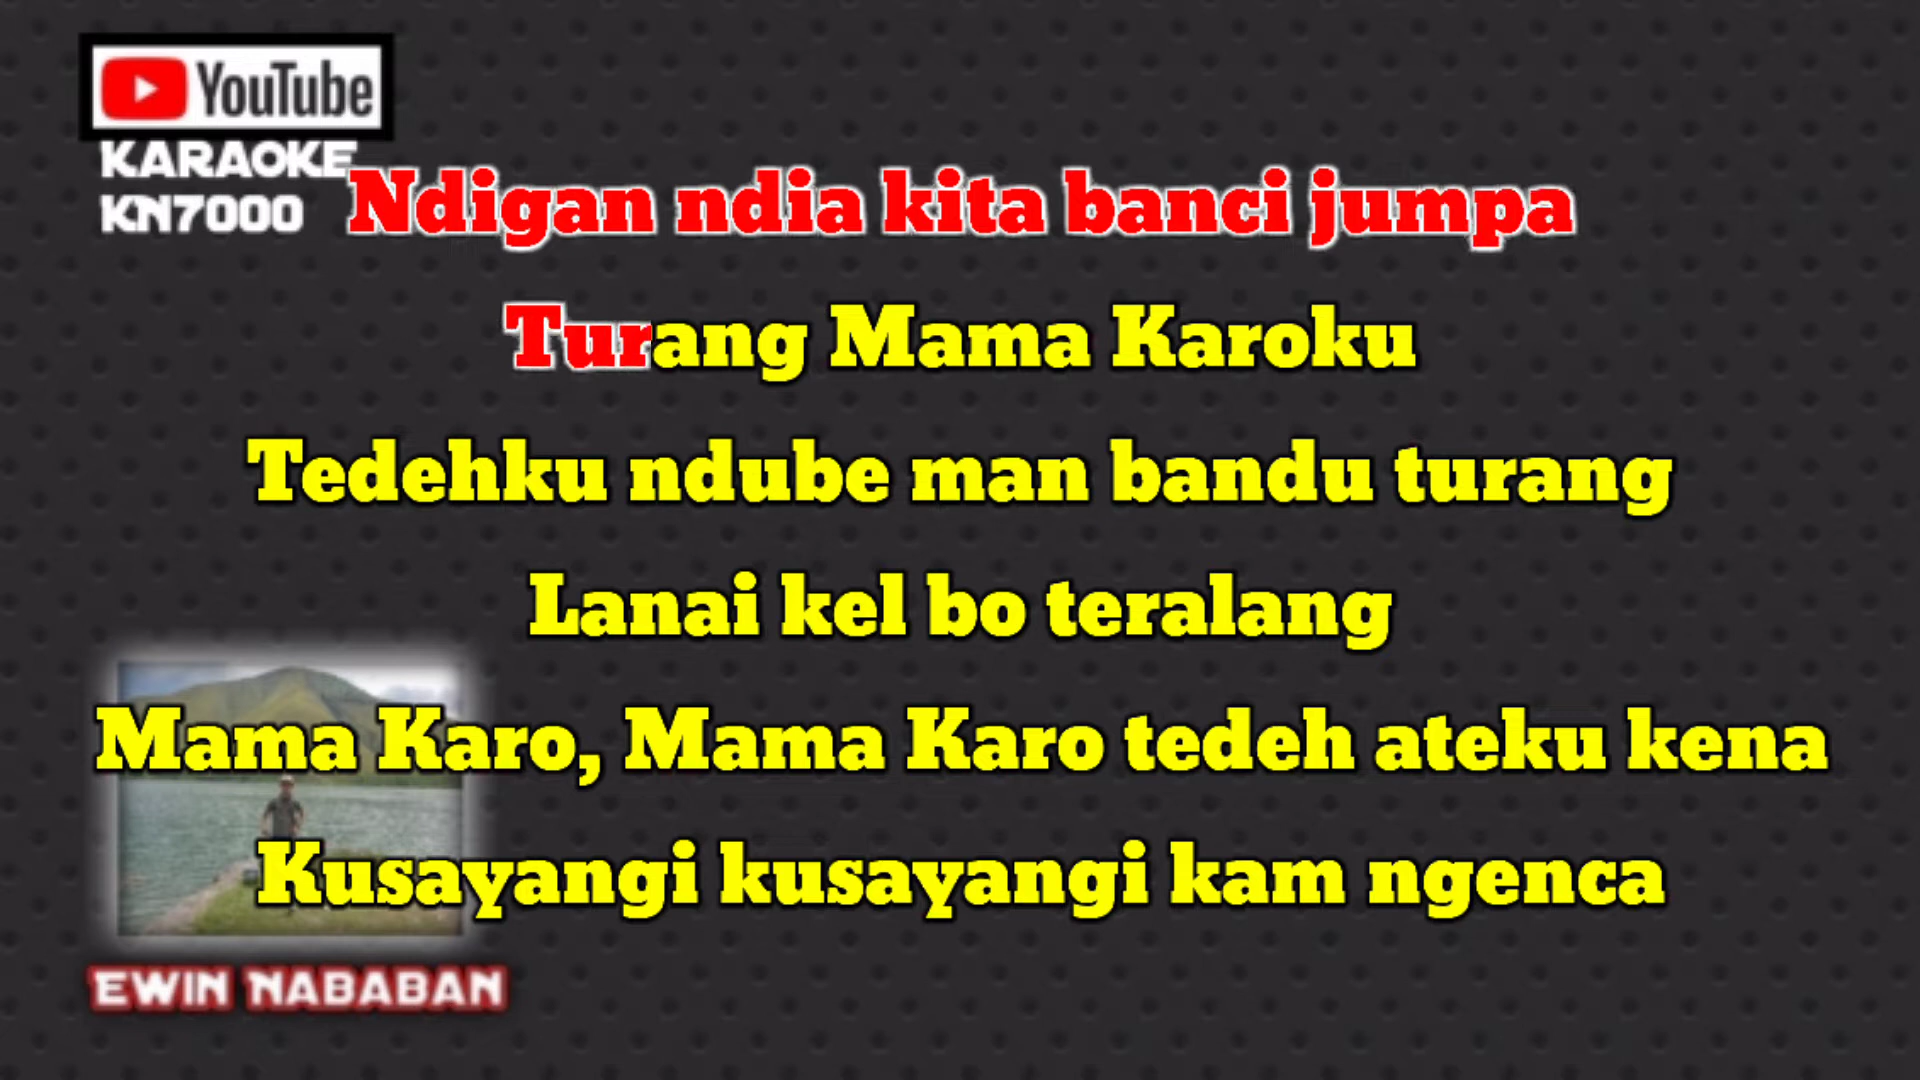 YouTube
KARAOKE
KN7000
Ndigan ndia kita banci jumpa
Turang Mama Karoku
Tedehku ndube man bandu turang
Lanai kel bo teralang
Mama Karo, Mama Karo tedeh ateku kena
Kusayangi kusayangi kam ngenca
EWIN NABABAN